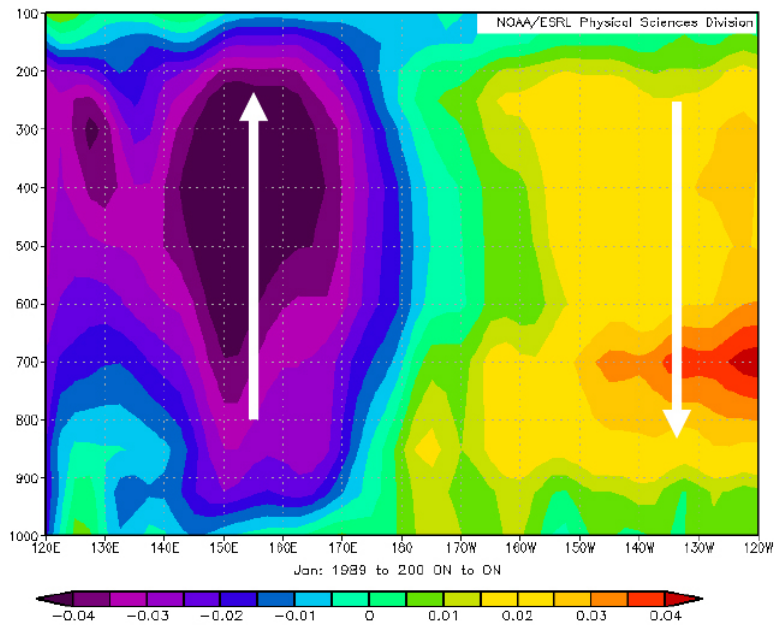 NOAA/ESRL Physical Sciences Division
100
200
300
400
500
600
700
800
900
1000
120E 130E 140E 150E 160E 170E 180 170W 160W 150W 140W 130W 120W
Jan: 1989 to 200 0N to 0N
-0.04 -0.03 -0.02 -0.01 0 0.01 0.02 0.03 0.04